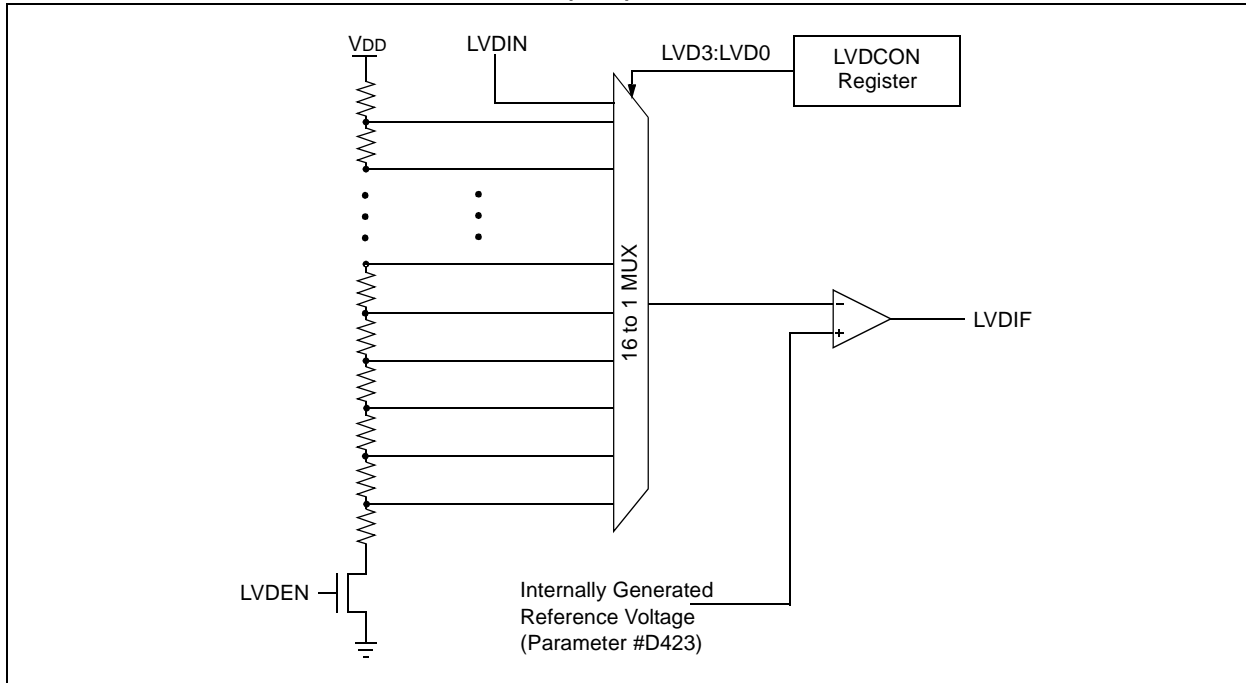 VDD
LVDIN
LVD3:LVD0
LVDCON
Register
16 to 1 MUX
−
+
LVDIF
LVDEN
Internally Generated
Reference Voltage
(Parameter #D423)